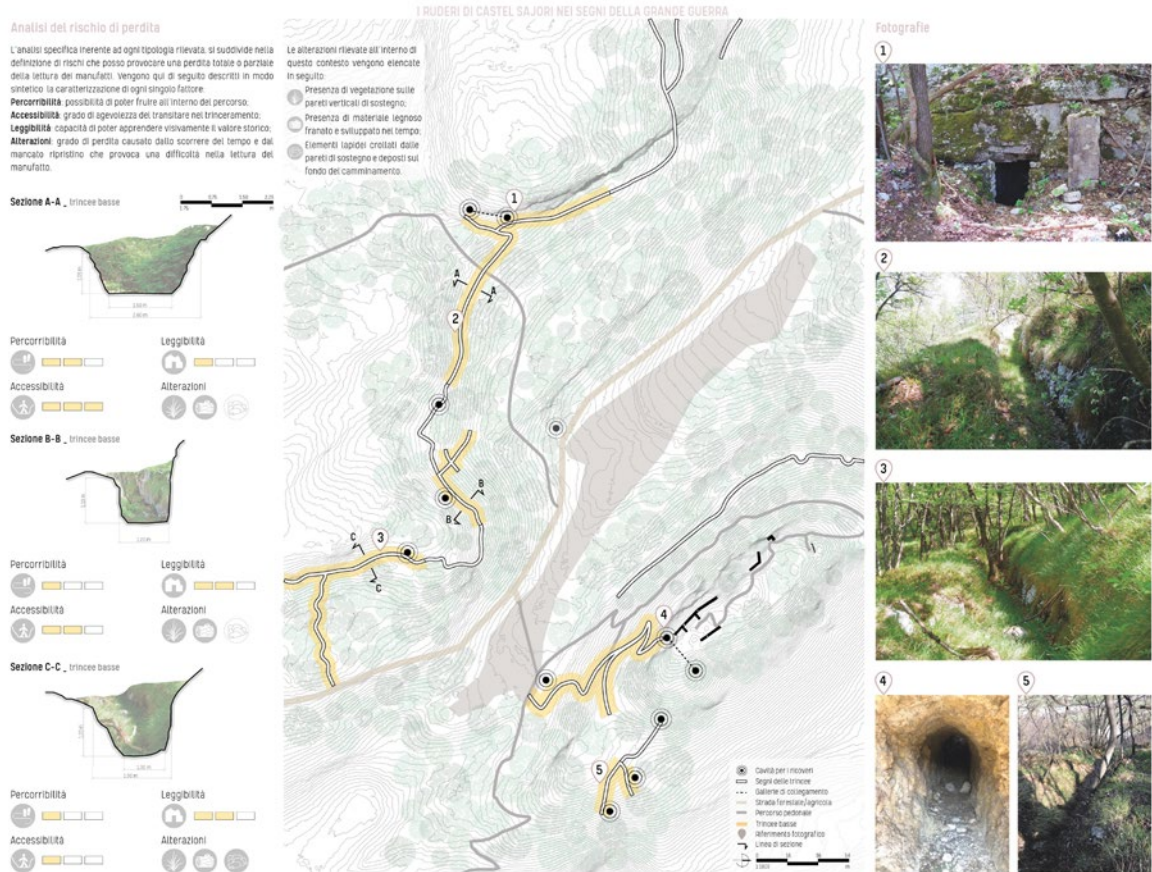 I RUDERI DI CASTEL SAJORI NEI SEGNI DELLA GRANDE GUERRA
Analisi del rischio di perdita
L'analisi specifica inerente ad ogni tipologia rilevata, si suddivide nella
definizione di rischi che posso provocare una perdita totale o parziale
della lettura dei manufatti. Vengono qui di seguito descritti in modo
sintetico la caratterizzazione di ogni singolo fattore:
Percorribilità: possibilità di poter fruire all'interno del percorso;
Accessibilità: grado di agevolezza del transitare nel trinceramento;
Leggibilità: capacità di poter apprendere visivamente il valore storico;
Alterazioni: grado di perdita causato dallo scorrere del tempo e dal
mancato ripristino che provoca una difficoltà nella lettura del
manufatto.
Sezione A-A _ trincee basse
m
Percorribilità
Leggibilità
Accessibilità
Alterazioni
Sezione B-B _ trincee basse
Percorribilità
Leggibilità
Accessibilità
Alterazioni
Sezione C-C _ trincee basse
Percorribilità
Leggibilità
Accessibilità
Alterazioni
Le alterazioni rilevate all'interno di
questo contesto vengono elencate
in seguito:
Presenza di vegetazione sulle
pareti verticali di sostegno;
Presenza di materiale legnoso
franato e sviluppato nel tempo;
Elementi lapidei crollati dalle
pareti di sostegno e deposti sul
fondo del camminamento.
1
A
A
2
B
B
3
C
C
4
5
Cavità per i ricoveri
Segni delle trincee
Gallerie di collegamento
Strada forestale/agricola
Percorso pedonale
Trincee basse
Riferimento fotografico
Linea di sezione
m
Fotografie
1
2
3
4
5